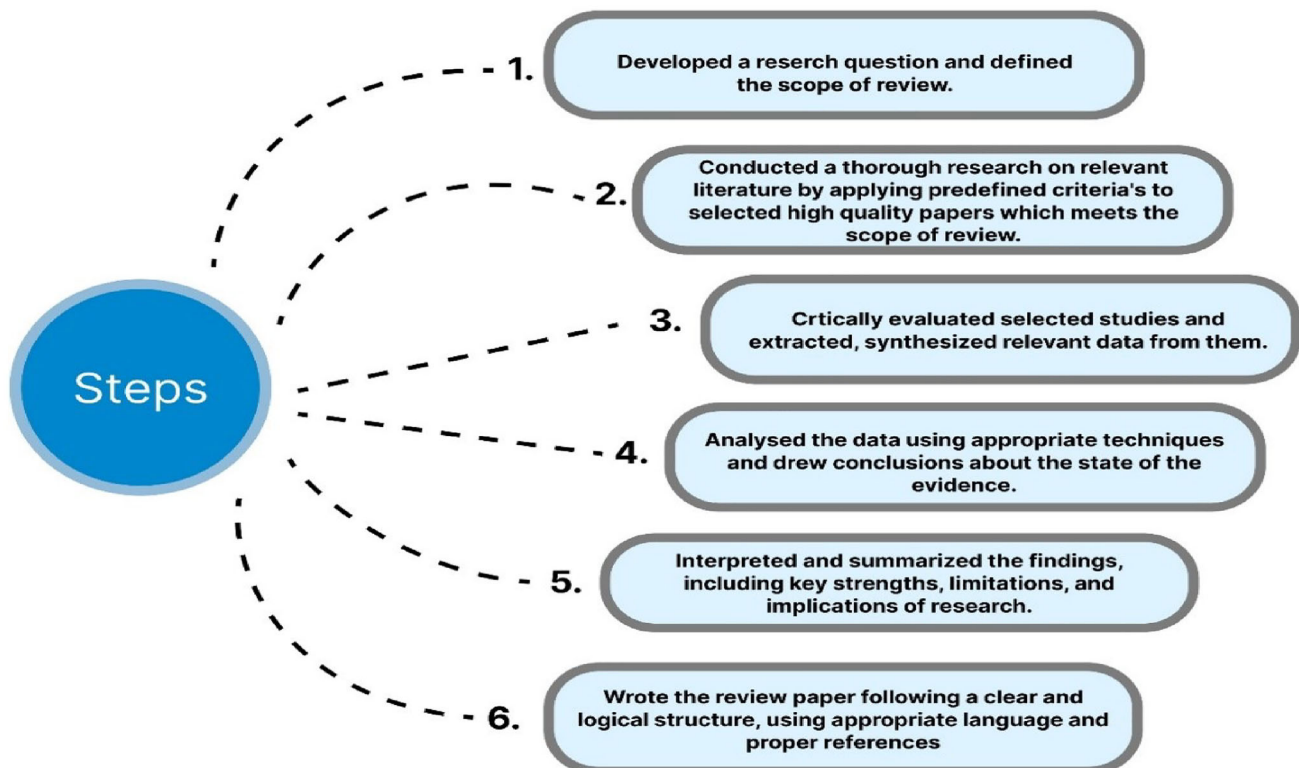 1.
Developed a reserch question and defined
the scope of review.
2.
Conducted a thorough research on relevant
literature by applying predefined criteria's to
selected high quality papers which meets the
scope of review.
3.
Crtically evaluated selected studies and
extracted, synthesized relevant data from them.
Steps
4.
Analysed the data using appropriate techniques
and drew conclusions about the state of the
evidence.
5.
Interpreted and summarized the findings,
including key strengths, limitations, and
implications of research.
6.
Wrote the review paper following a clear and
logical structure, using appropriate language and
proper references